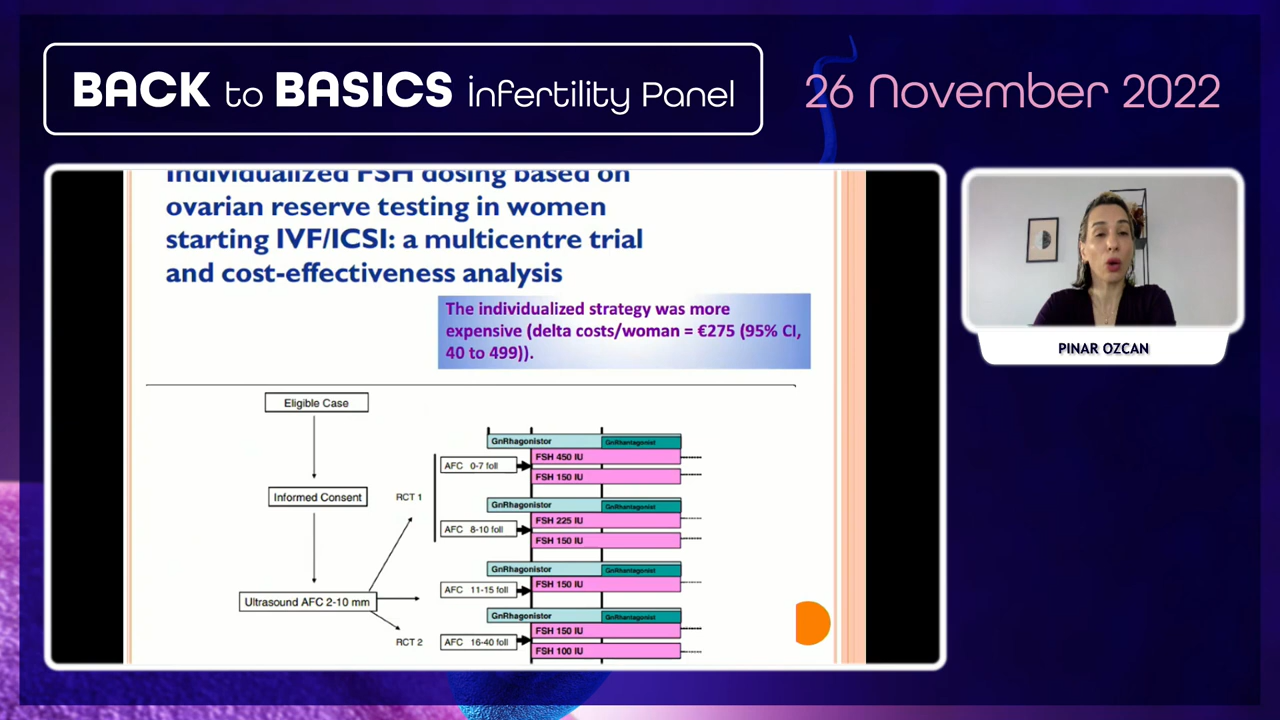 BACK to BASICS infertility Panel
26 November 2022
Individualized FSH dosing based on
ovarian reserve testing in women
starting IVF/ICSI: a multicentre trial
and cost-effectiveness analysis
The individualized strategy was more
expensive (delta costs/woman = €275 (95% CI,
40 to 499)).
Eligible Case
Informed Consent
Ultrasound AFC 2-10 mm
RCT 1
RCT 2
GnRhagonistor GnRhantagonist
AFC 0-7 foll
FSH 450 IU
FSH 150 IU
GnRhagonistor GnRhantagonist
AFC 8-10 foll
FSH 225 IU
FSH 150 IU
GnRhagonistor GnRhantagonist
AFC 11-15 foll
FSH 150 IU
GnRhagonistor GnRhantagonist
AFC 16-40 foll
FSH 150 IU
FSH 100 IU
PINAR OZCAN